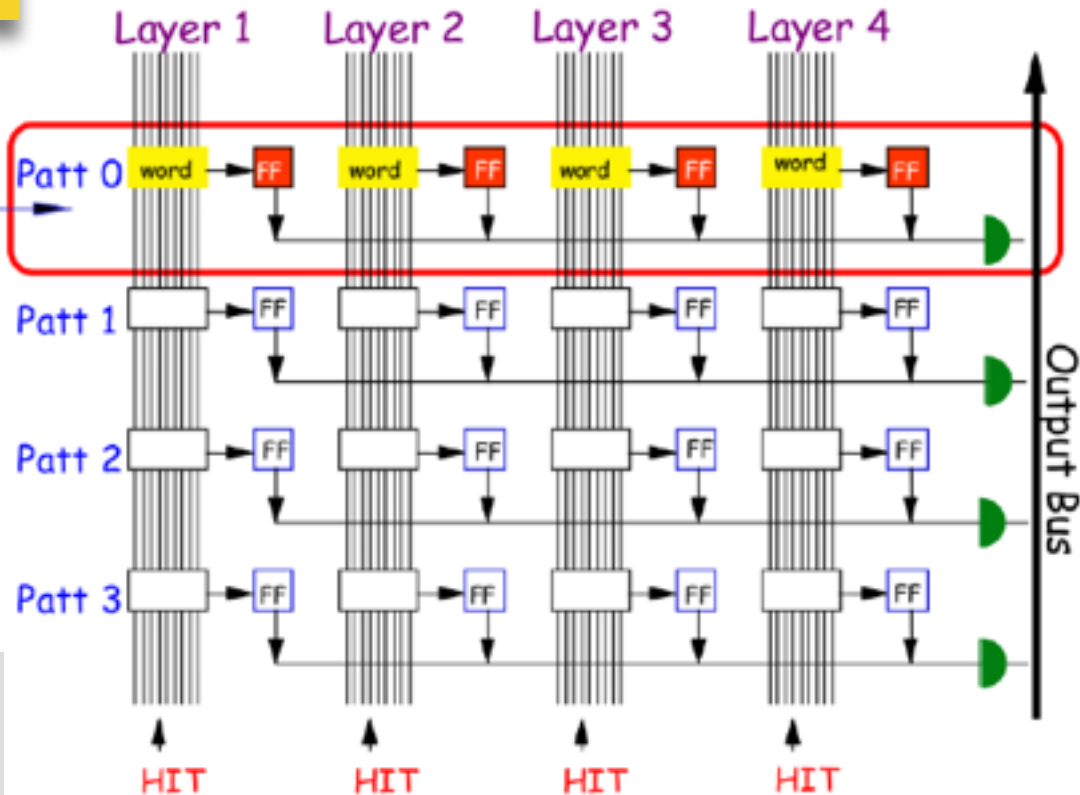 Layer 1 Layer 2 Layer 3 Layer 4
Patt 0 word FF word FF word FF word FF
Patt 1 FF FF FF FF
Patt 2 FF FF FF FF
Patt 3 FF FF FF FF
Output Bus
HIT HIT HIT HIT